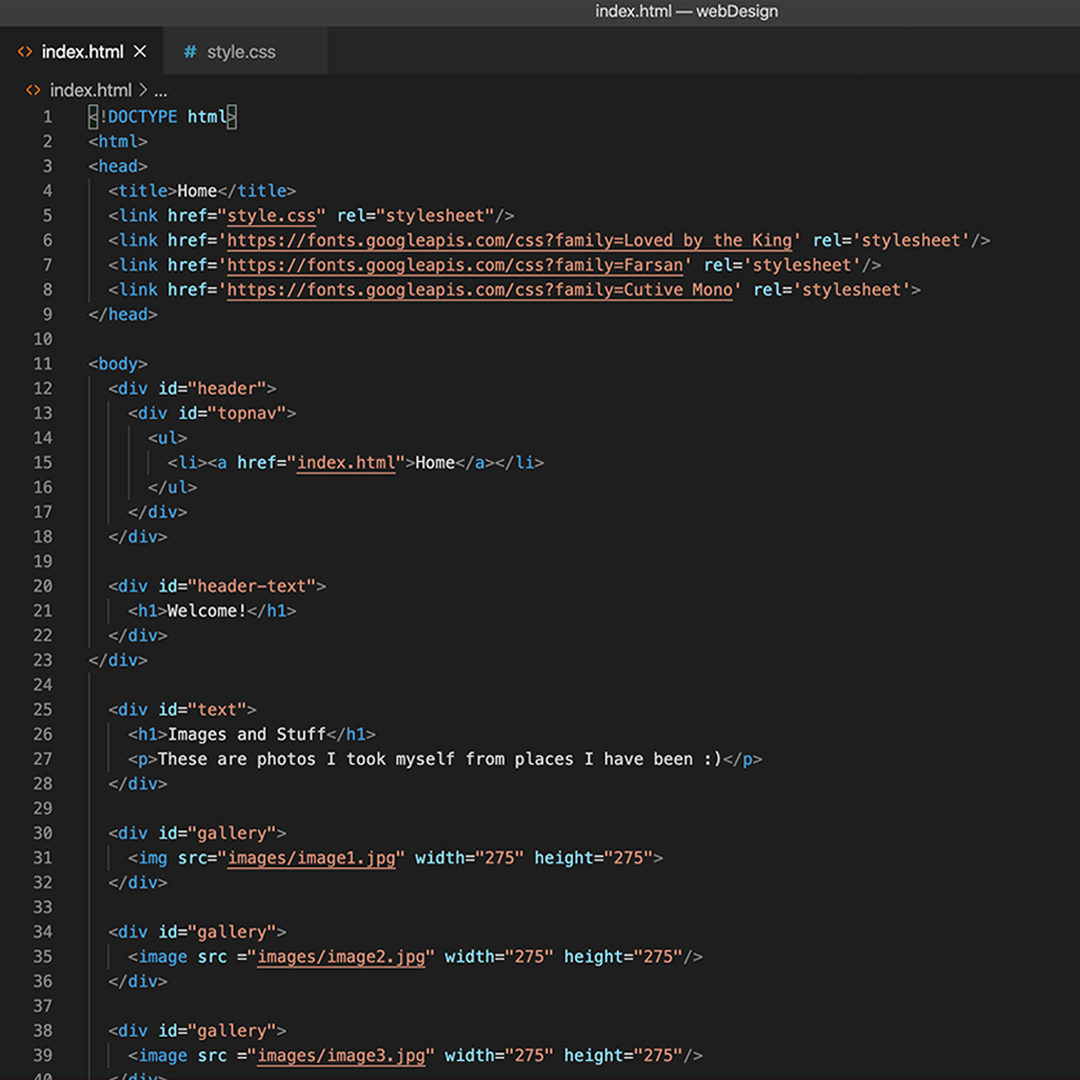 index.html — webDesign
index.html × # style.css
index.html > ...
1 <!DOCTYPE html>
2 <html>
3 <head>
4 <title>Home</title>
5 <link href="style.css" rel="stylesheet"/>
6 <link href='https://fonts.googleapis.com/css?family=Loved by the King' rel='stylesheet'/>
7 <link href='https://fonts.googleapis.com/css?family=Farsan' rel='stylesheet'/>
8 <link href='https://fonts.googleapis.com/css?family=Cutive Mono' rel='stylesheet'>
9 </head>
10
11 <body>
12 <div id="header">
13 <div id="topnav">
14 <ul>
15 <li><a href="index.html">Home</a></li>
16 </ul>
17 </div>
18 </div>
19
20 <div id="header-text">
21 <h1>Welcome!</h1>
22 </div>
23 </div>
24
25 <div id="text">
26 <h1>Images and Stuff</h1>
27 <p>These are photos I took myself from places I have been :)</p>
28 </div>
29
30 <div id="gallery">
31 <img src="images/image1.jpg" width="275" height="275">
32 </div>
33
34 <div id="gallery">
35 <image src ="images/image2.jpg" width="275" height="275"/>
36 </div>
37
38 <div id="gallery">
39 <image src ="images/image3.jpg" width="275" height="275"/>
40 </div>